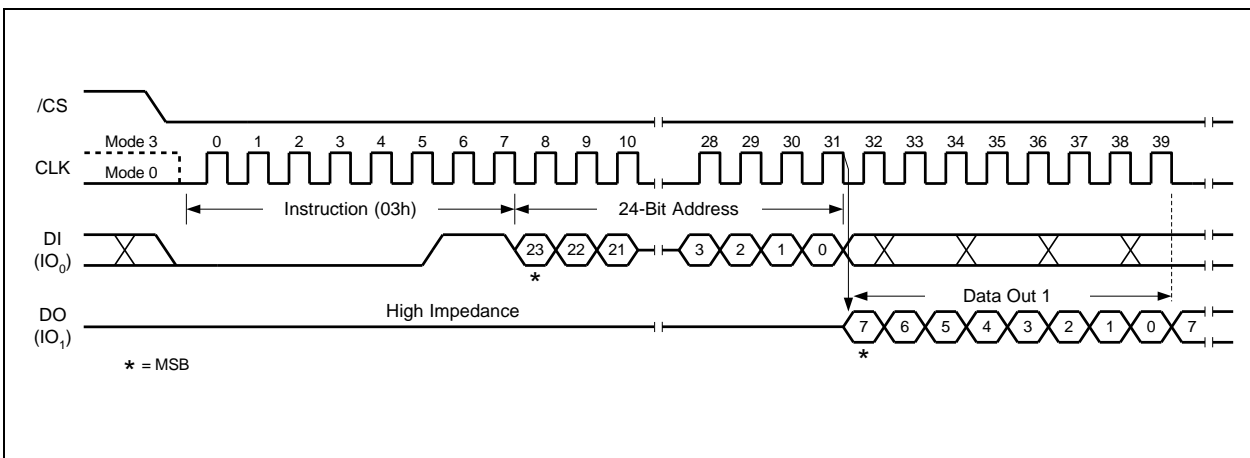 /CS
Mode 3
0 1 2 3 4 5 6 7 8 9 10 28 29 30 31 32 33 34 35 36 37 38 39
CLK
Mode 0
Instruction (03h)
24-Bit Address
DI
(IO0)
23 22 21 3 2 1 0
*
Data Out 1
High Impedance
DO
(IO1)
7 6 5 4 3 2 1 0 7
*
* = MSB